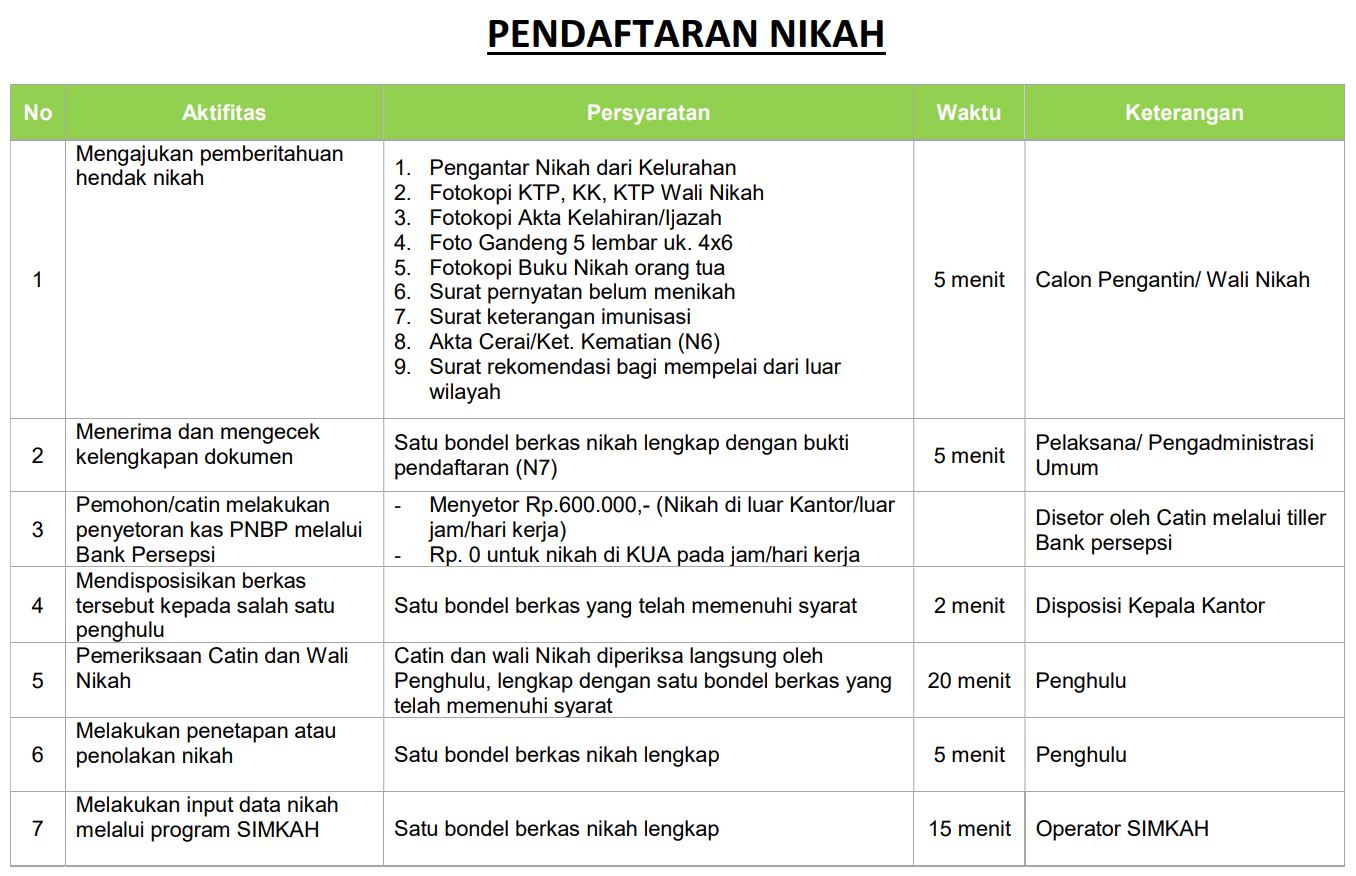 PENDAFTARAN NIKAH
No Aktifitas Persyaratan Waktu Keterangan
1
Mengajukan pemberitahuan
hendak nikah
1. Pengantar Nikah dari Kelurahan
2. Fotokopi KTP, KK, KTP Wali Nikah
3. Fotokopi Akta Kelahiran/Ijazah
4. Foto Gandeng 5 lembar uk. 4x6
5. Fotokopi Buku Nikah orang tua
6. Surat pernyatan belum menikah
7. Surat keterangan imunisasi
8. Akta Cerai/Ket. Kematian (N6)
9. Surat rekomendasi bagi mempelai dari luar
wilayah
5 menit
Calon Pengantin/ Wali Nikah
2
Menerima dan mengecek
kelengkapan dokumen
Satu bondel berkas nikah lengkap dengan bukti
pendaftaran (N7)
5 menit
Pelaksana/ Pengadministrasi
Umum
3
Pemohon/catin melakukan
penyetoran kas PNBP melalui
Bank Persepsi
- Menyetor Rp.600.000,- (Nikah di luar Kantor/luar
jam/hari kerja)
- Rp. 0 untuk nikah di KUA pada jam/hari kerja
Disetor oleh Catin melalui tiller
Bank persepsi
4
Mendisposisikan berkas
tersebut kepada salah satu
penghulu
Satu bondel berkas yang telah memenuhi syarat
2 menit
Disposisi Kepala Kantor
5
Pemeriksaan Catin dan Wali
Nikah
Catin dan wali Nikah diperiksa langsung oleh
Penghulu, lengkap dengan satu bondel berkas yang
telah memenuhi syarat
20 menit
Penghulu
6
Melakukan penetapan atau
penolakan nikah
Satu bondel berkas nikah lengkap
5 menit
Penghulu
7
Melakukan input data nikah
melalui program SIMKAH
Satu bondel berkas nikah lengkap
15 menit
Operator SIMKAH